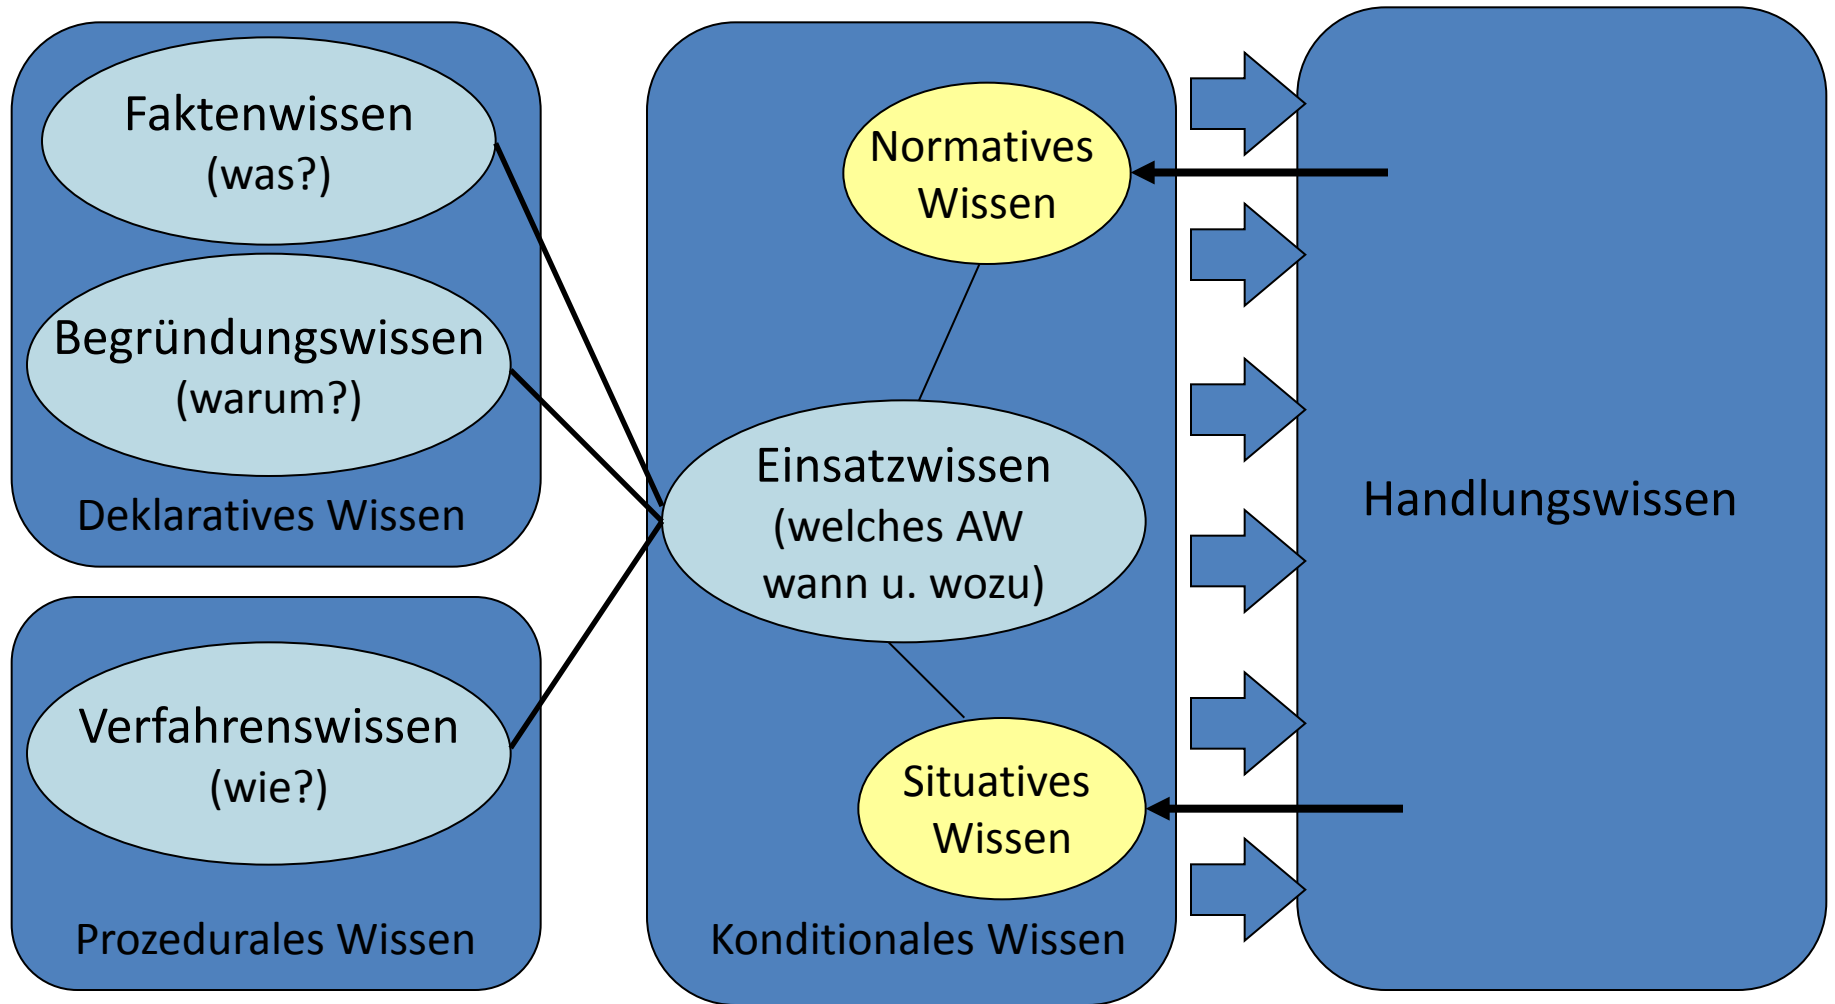 Faktenwissen
(was?)
Begründungswissen
(warum?)
Deklaratives Wissen
Verfahrenswissen
(wie?)
Prozedurales Wissen
Normatives
Wissen
Einsatzwissen
(welches AW
wann u. wozu)
Situatives
Wissen
Konditionales Wissen
Handlungswissen